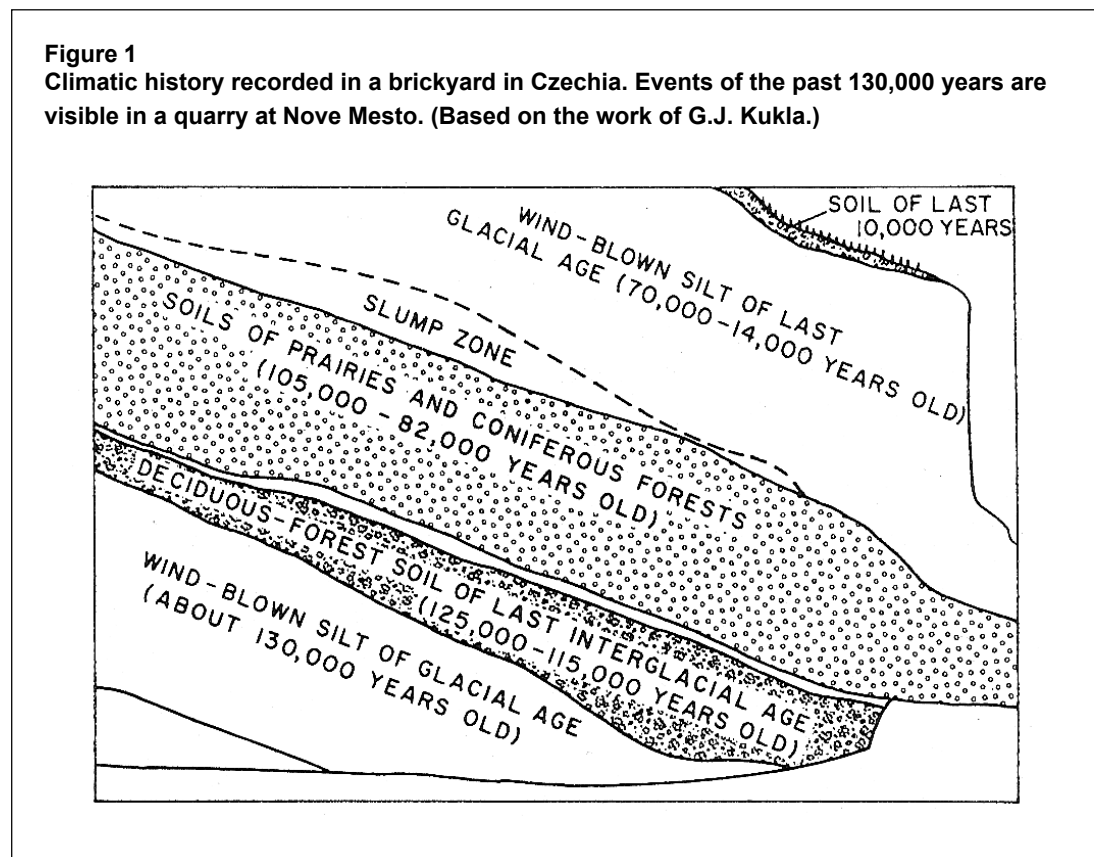 Figure 1
Climatic history recorded in a brickyard in Czechia. Events of the past 130,000 years are
visible in a quarry at Nove Mesto. (Based on the work of G.J. Kukla.)
SOIL OF LAST
10,000 YEARS
WIND-BLOWN SILT OF LAST
GLACIAL AGE (70,000-14,000 YEARS OLD)
SLUMP ZONE
SOILS OF PRAIRIES AND CONIFEROUS FORESTS
(105,000 - 82,000 YEARS OLD)
DECIDUOUS-FOREST SOIL OF LAST INTERGLACIAL AGE
(125,000-115,000 YEARS OLD)
WIND-BLOWN SILT OF GLACIAL AGE
(ABOUT 130,000 YEARS OLD)